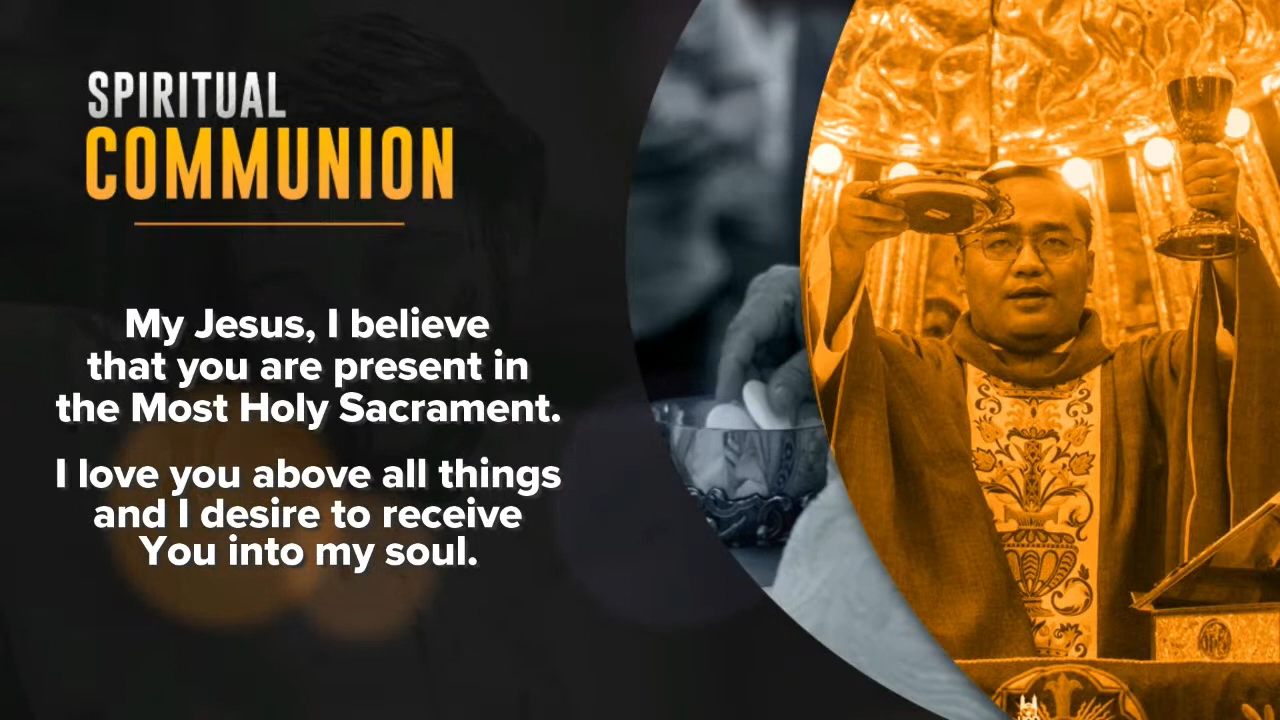 SPIRITUAL
COMMUNION
My Jesus, I believe
that you are present in
the Most Holy Sacrament.
I love you above all things
and I desire to receive
You into my soul.